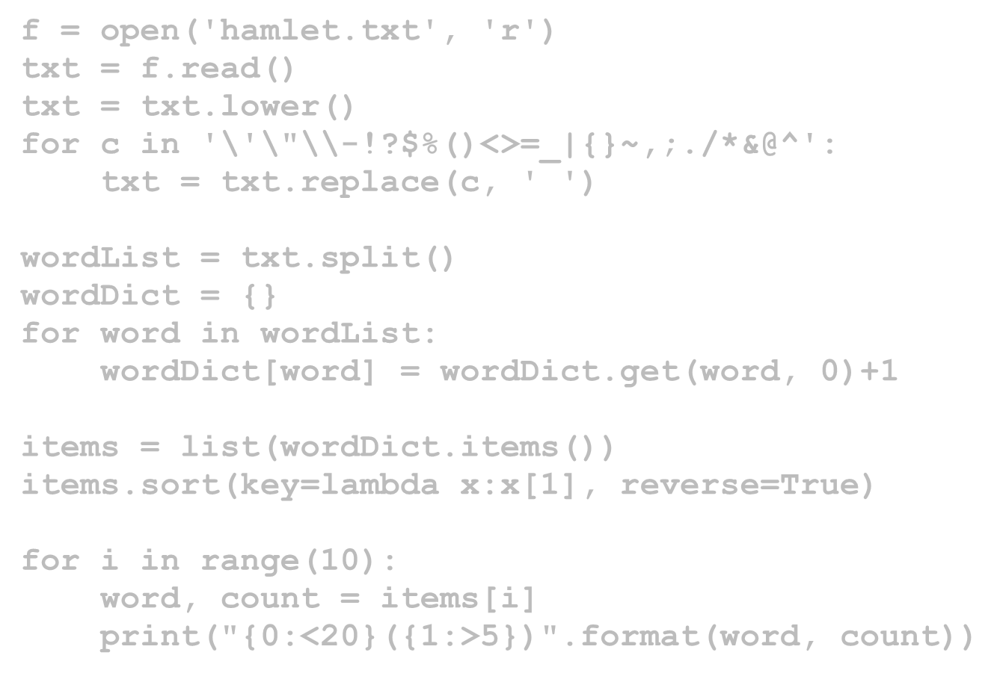 f = open('hamlet.txt', 'r')
txt = f.read()
txt = txt.lower()
for c in '\'\"\\-!?$%()<>=_|{}~,;./*&@^':
    txt = txt.replace(c, ' ')

wordList = txt.split()
wordDict = {}
for word in wordList:
    wordDict[word] = wordDict.get(word, 0)+1

items = list(wordDict.items())
items.sort(key=lambda x:x[1], reverse=True)

for i in range(10):
    word, count = items[i]
    print("{0:<20}({1:>5})".format(word, count))